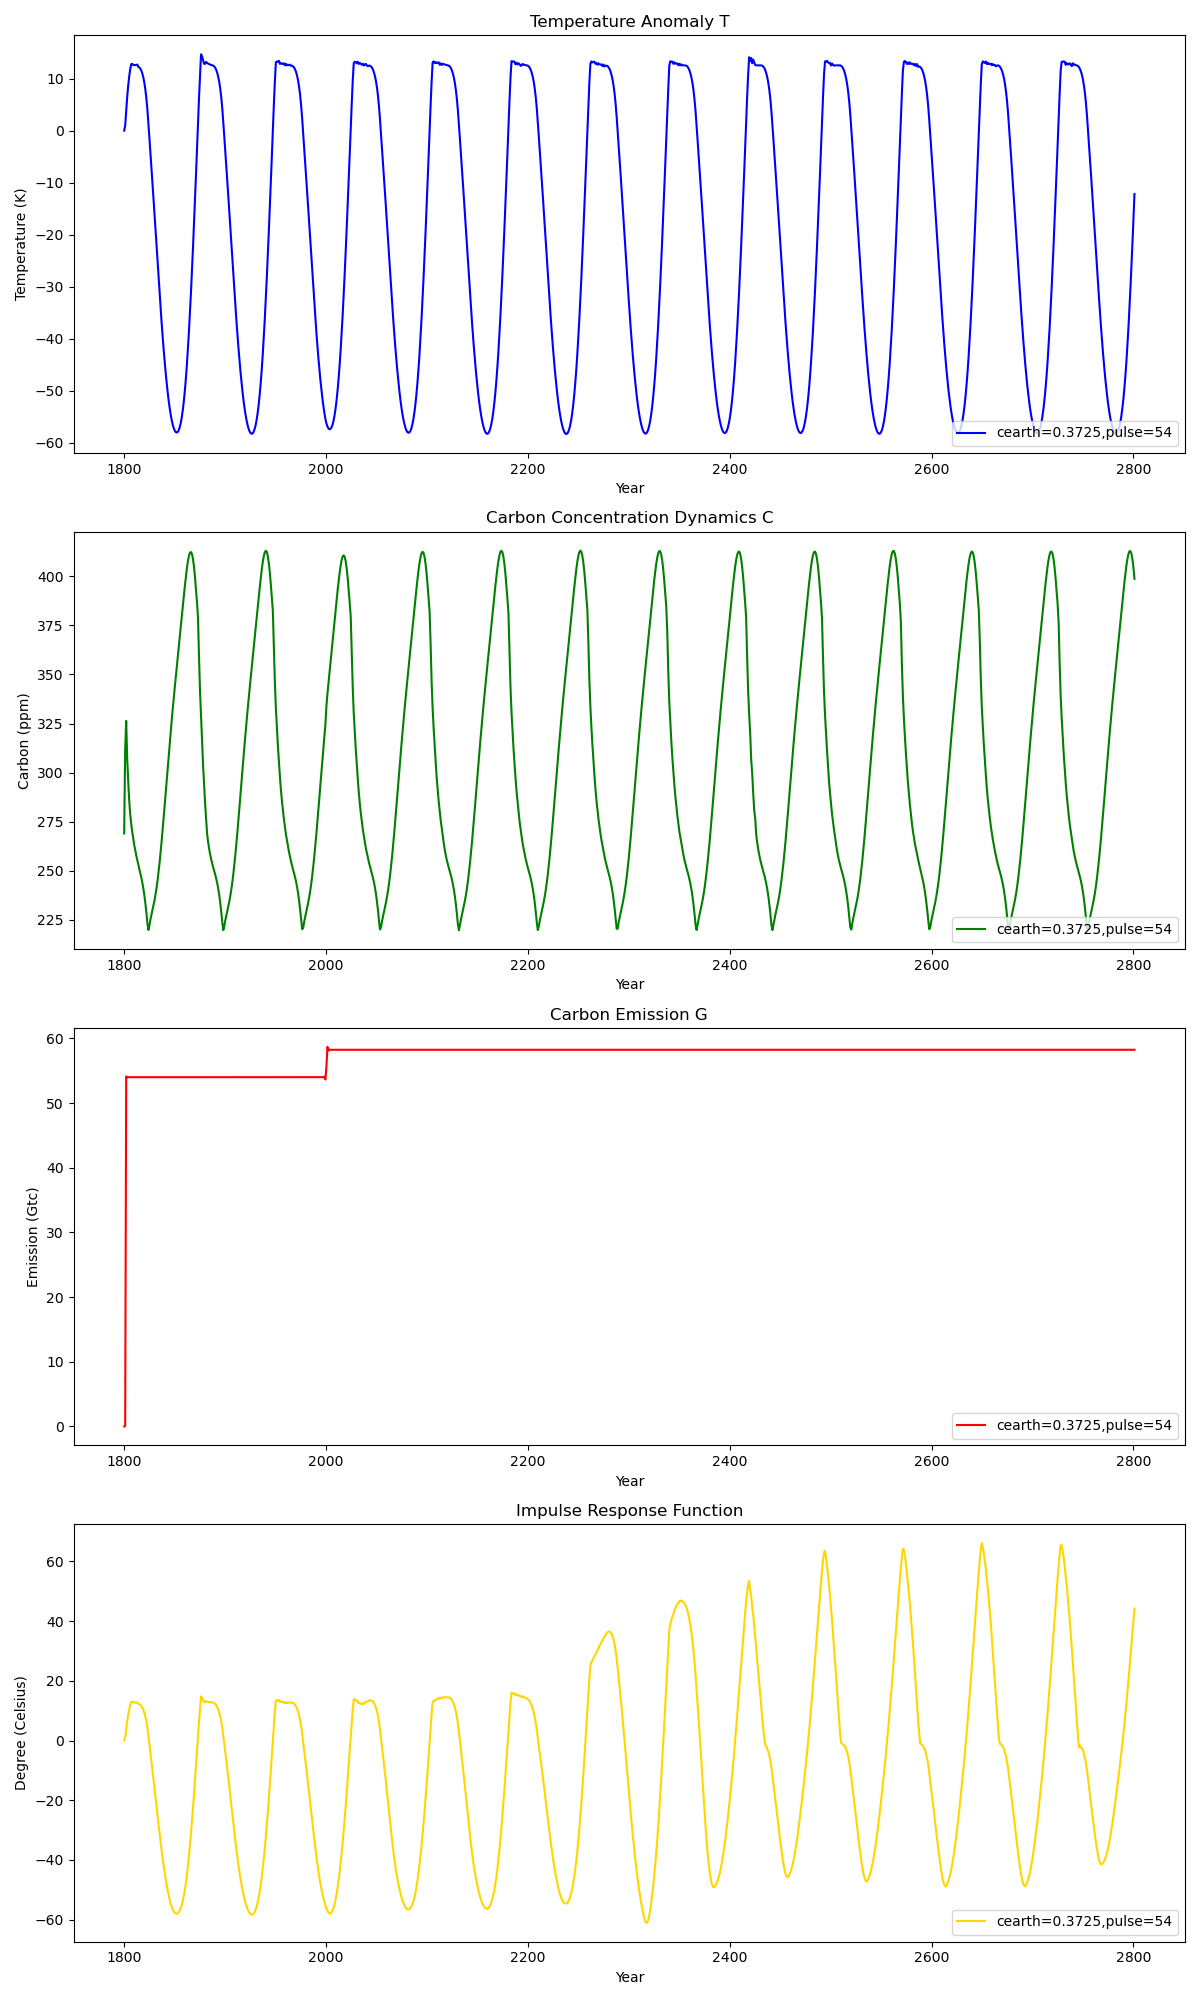 Temperature Anomaly T
Temperature (K)
10
0
−10
−20
−30
−40
−50
−60
cearth=0.3725,pulse=54
1800 2000 2200 2400 2600 2800
Year
Carbon Concentration Dynamics C
Carbon (ppm)
400
375
350
325
300
275
250
225
cearth=0.3725,pulse=54
1800 2000 2200 2400 2600 2800
Year
Carbon Emission G
Emission (Gtc)
60
50
40
30
20
10
0
cearth=0.3725,pulse=54
1800 2000 2200 2400 2600 2800
Year
Impulse Response Function
Degree (Celsius)
60
40
20
0
−20
−40
−60
cearth=0.3725,pulse=54
1800 2000 2200 2400 2600 2800
Year